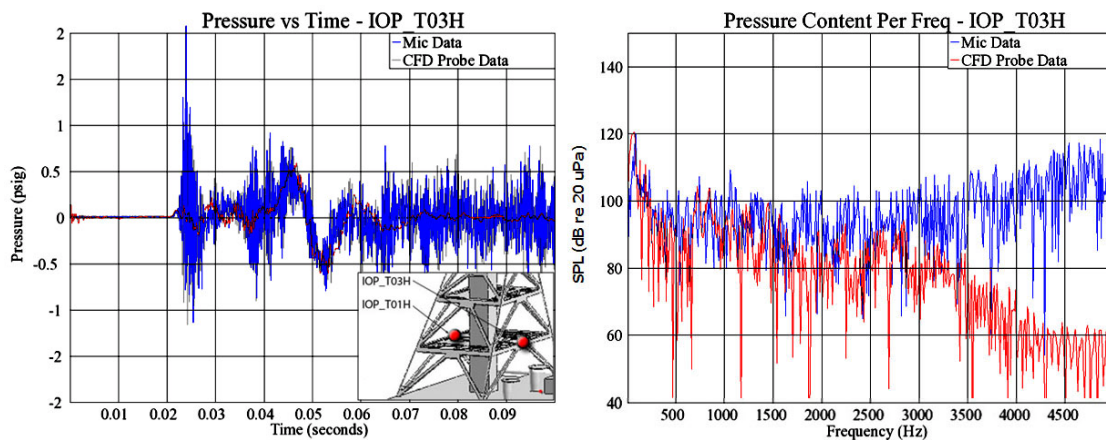 Pressure vs Time - IOP_T03H
Mic Data
CFD Probe Data
2
2
1
0.5
0
-0.5
-1
-2
-2
Pressure (psig)
IOP_T03H
IOP_T01H
0.01
0.02
0.03
0.04
0.05
0.06
0.07
0.08
0.09
Time (seconds)
Pressure Content Per Freq - IOP_T03H
Mic Data
CFD Probe Data
140
120
100
80
60
40
SPL (dB re 20 uPa)
500
1000
1500
2000
2500
3000
3500
4000
4500
Frequency (Hz)